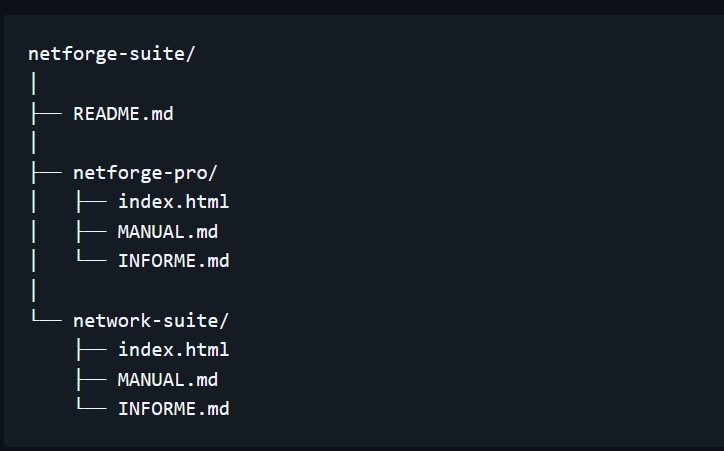 netforge-suite/
│
├── README.md
│
├── netforge-pro/
│   ├── index.html
│   ├── MANUAL.md
│   └── INFORME.md
│
└── network-suite/
    ├── index.html
    ├── MANUAL.md
    └── INFORME.md